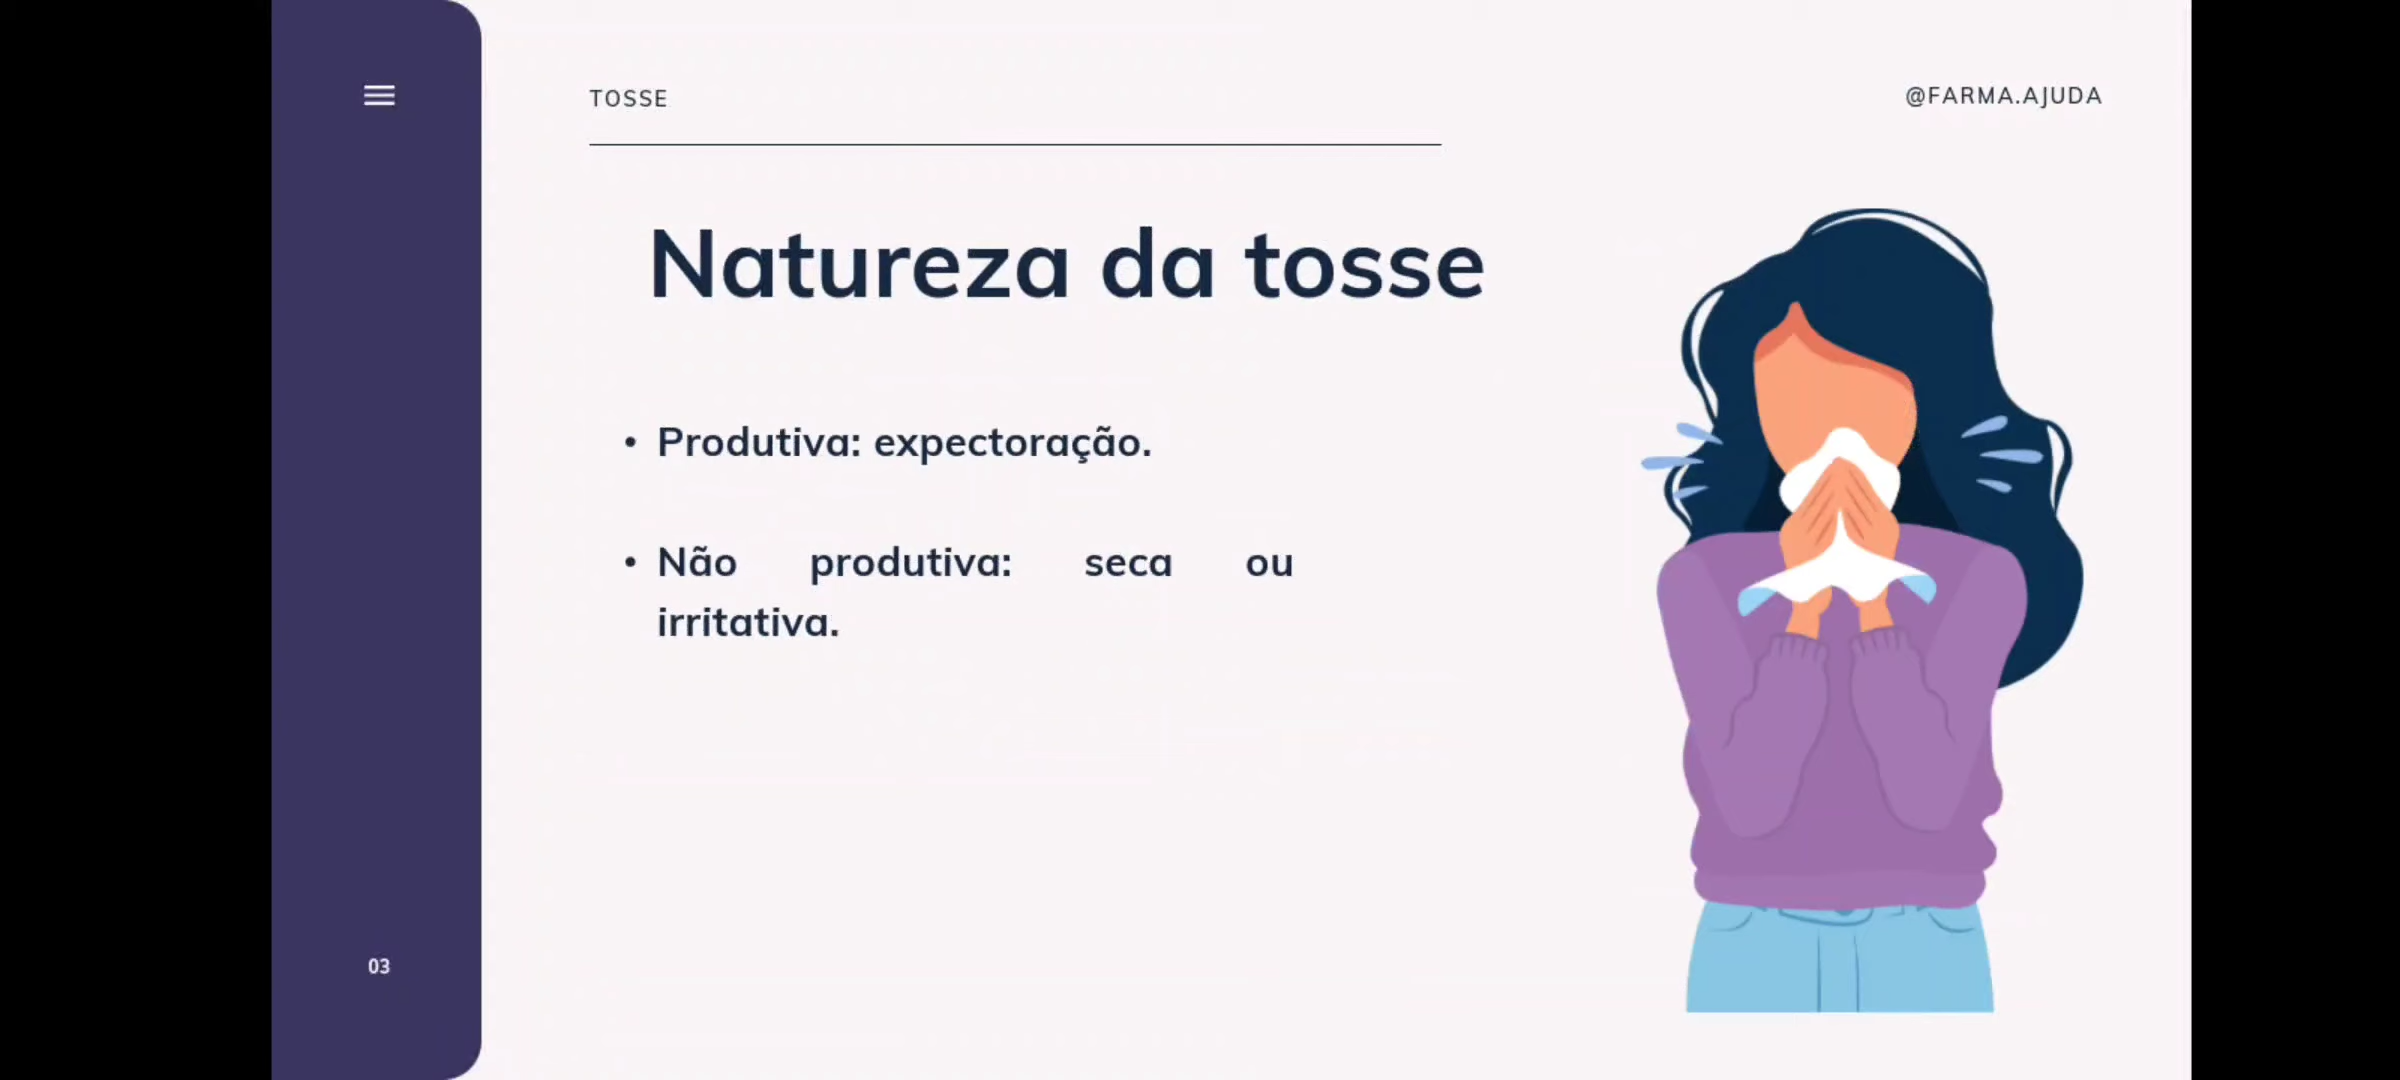 TOSSE
@FARMA.AJUDA
Natureza da tosse
• Produtiva: expectoração.
• Não produtiva: seca ou
irritativa.
03